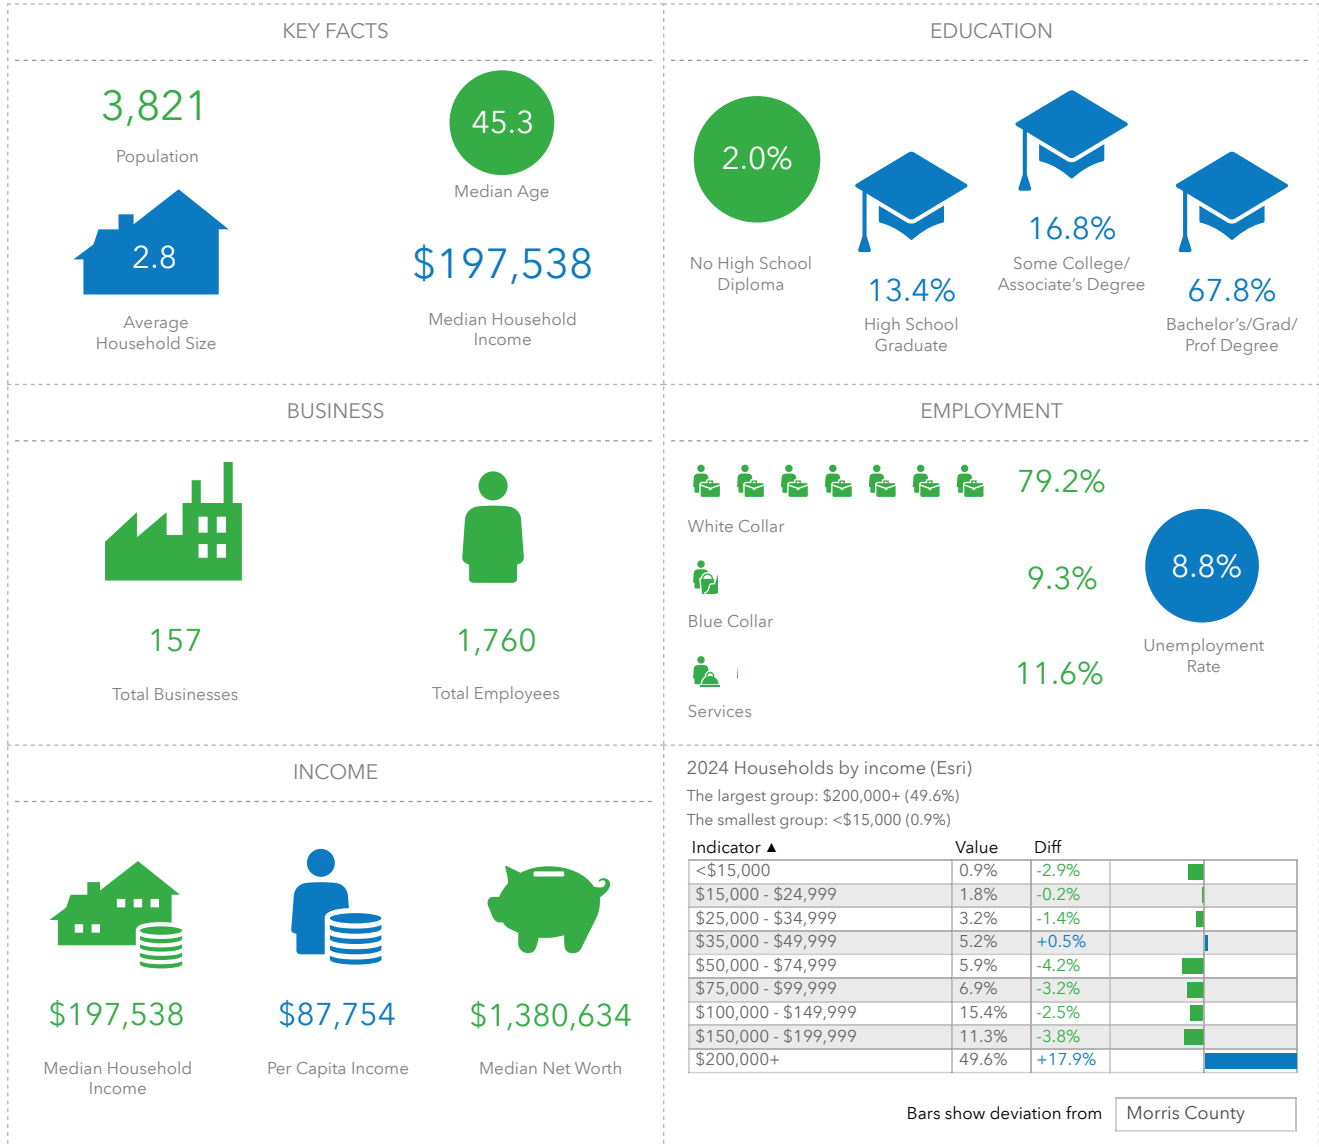 KEY FACTS
3,821
Population
45.3
Median Age
2.8
Average
Household Size
$197,538
Median Household
Income
EDUCATION
2.0%
No High School
Diploma
13.4%
High School
Graduate
16.8%
Some College/
Associate's Degree
67.8%
Bachelor's/Grad/
Prof Degree
BUSINESS
157
Total Businesses
1,760
Total Employees
EMPLOYMENT
79.2%
White Collar
9.3%
Blue Collar
11.6%
Services
8.8%
Unemployment
Rate
INCOME
$197,538
Median Household
Income
$87,754
Per Capita Income
$1,380,634
Median Net Worth
2024 Households by income (Esri)
The largest group: $200,000+ (49.6%)
The smallest group: <$15,000 (0.9%)
Indicator ▲ Value Diff
<$15,000 0.9% -2.9%
$15,000 - $24,999 1.8% -0.2%
$25,000 - $34,999 3.2% -1.4%
$35,000 - $49,999 5.2% +0.5%
$50,000 - $74,999 5.9% -4.2%
$75,000 - $99,999 6.9% -3.2%
$100,000 - $149,999 15.4% -2.5%
$150,000 - $199,999 11.3% -3.8%
$200,000+ 49.6% +17.9%
Bars show deviation from Morris County